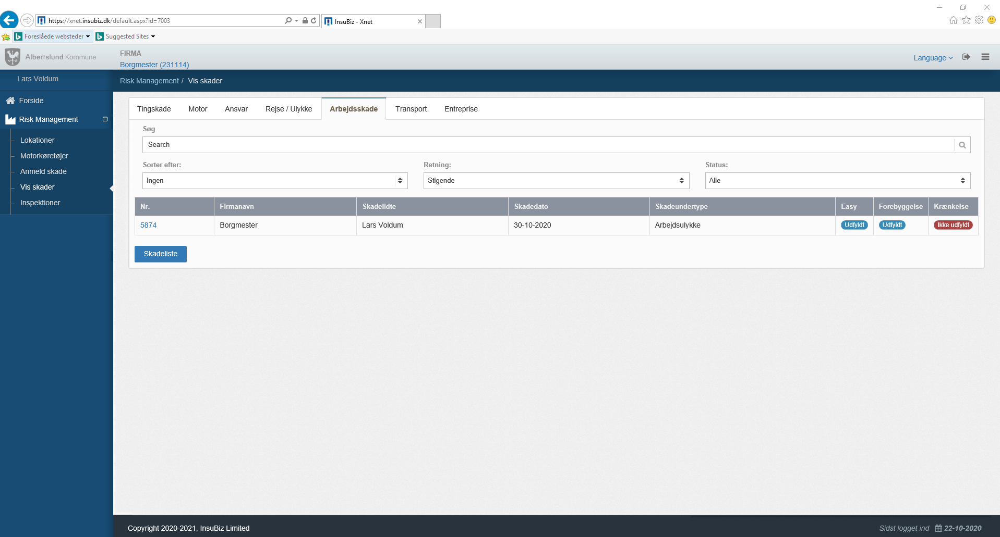 https://xnet.insubiz.dk/default.aspx?id=7003
InsuBiz - Xnet
Foreslåede websteder
Suggested Sites
Albertslund Kommune
FIRMA
Borgmester (231114)
Language
Lars Voldum
Risk Management / Vis skader
Forside
Risk Management
Lokationer
Motorkøretøjer
Anmeld skade
Vis skader
Inspektioner
Tingskade Motor Ansvar Rejse / Ulykke Arbejdsskade Transport Entreprise
Søg
Search
Sorter efter: Retning: Status:
Ingen Stigende Alle
Nr. Firmanavn Skadelidte Skadedato Skadeundertype Easy Forebyggelse Krænkelse
5874 Borgmester Lars Voldum 30-10-2020 Arbejdsulykke Udfyldt Udfyldt Ikke udfyldt
Skadeliste
Copyright 2020-2021, InsuBiz Limited
Sidst logget ind 22-10-2020